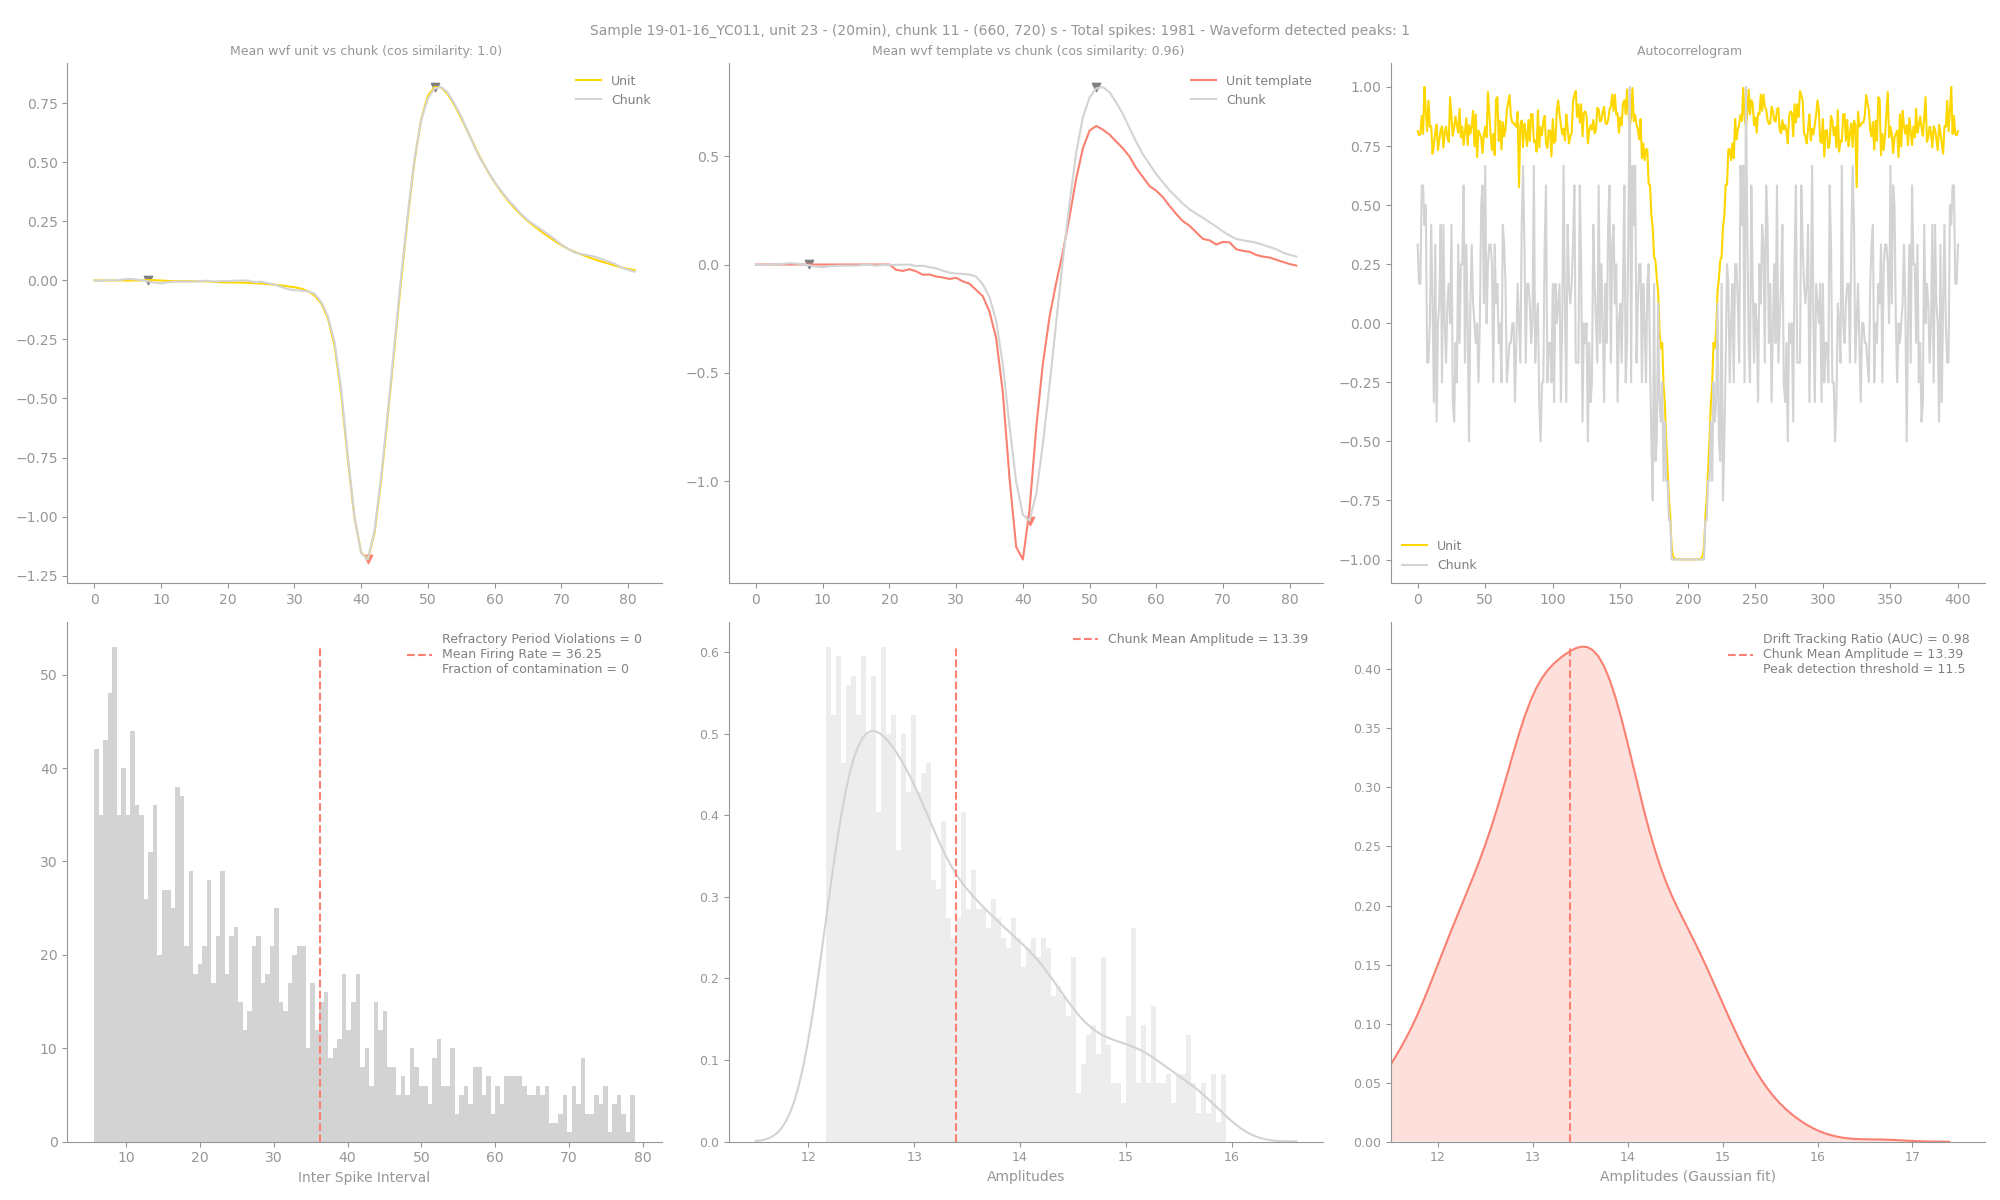 Sample 19-01-16_YC011, unit 23 - (20min), chunk 11 - (660, 720) s - Total spikes: 1981 - Waveform detected peaks: 1
Mean wvf unit vs chunk (cos similarity: 1.0)
Unit
Chunk
0.75
0.50
0.25
0.00
−0.25
−0.50
−0.75
−1.00
−1.25
0 10 20 30 40 50 60 70 80
Mean wvf template vs chunk (cos similarity: 0.96)
Unit template
Chunk
0.5
0.0
−0.5
−1.0
0 10 20 30 40 50 60 70 80
Autocorrelogram
1.00
0.75
0.50
0.25
0.00
−0.25
−0.50
−0.75
−1.00
Unit
Chunk
0 50 100 150 200 250 300 350 400
Refractory Period Violations = 0
Mean Firing Rate = 36.25
Fraction of contamination = 0
50
40
30
20
10
0
10 20 30 40 50 60 70 80
Inter Spike Interval
Chunk Mean Amplitude = 13.39
0.6
0.5
0.4
0.3
0.2
0.1
0.0
12 13 14 15 16
Amplitudes
Drift Tracking Ratio (AUC) = 0.98
Chunk Mean Amplitude = 13.39
Peak detection threshold = 11.5
0.40
0.35
0.30
0.25
0.20
0.15
0.10
0.05
0.00
12 13 14 15 16 17
Amplitudes (Gaussian fit)